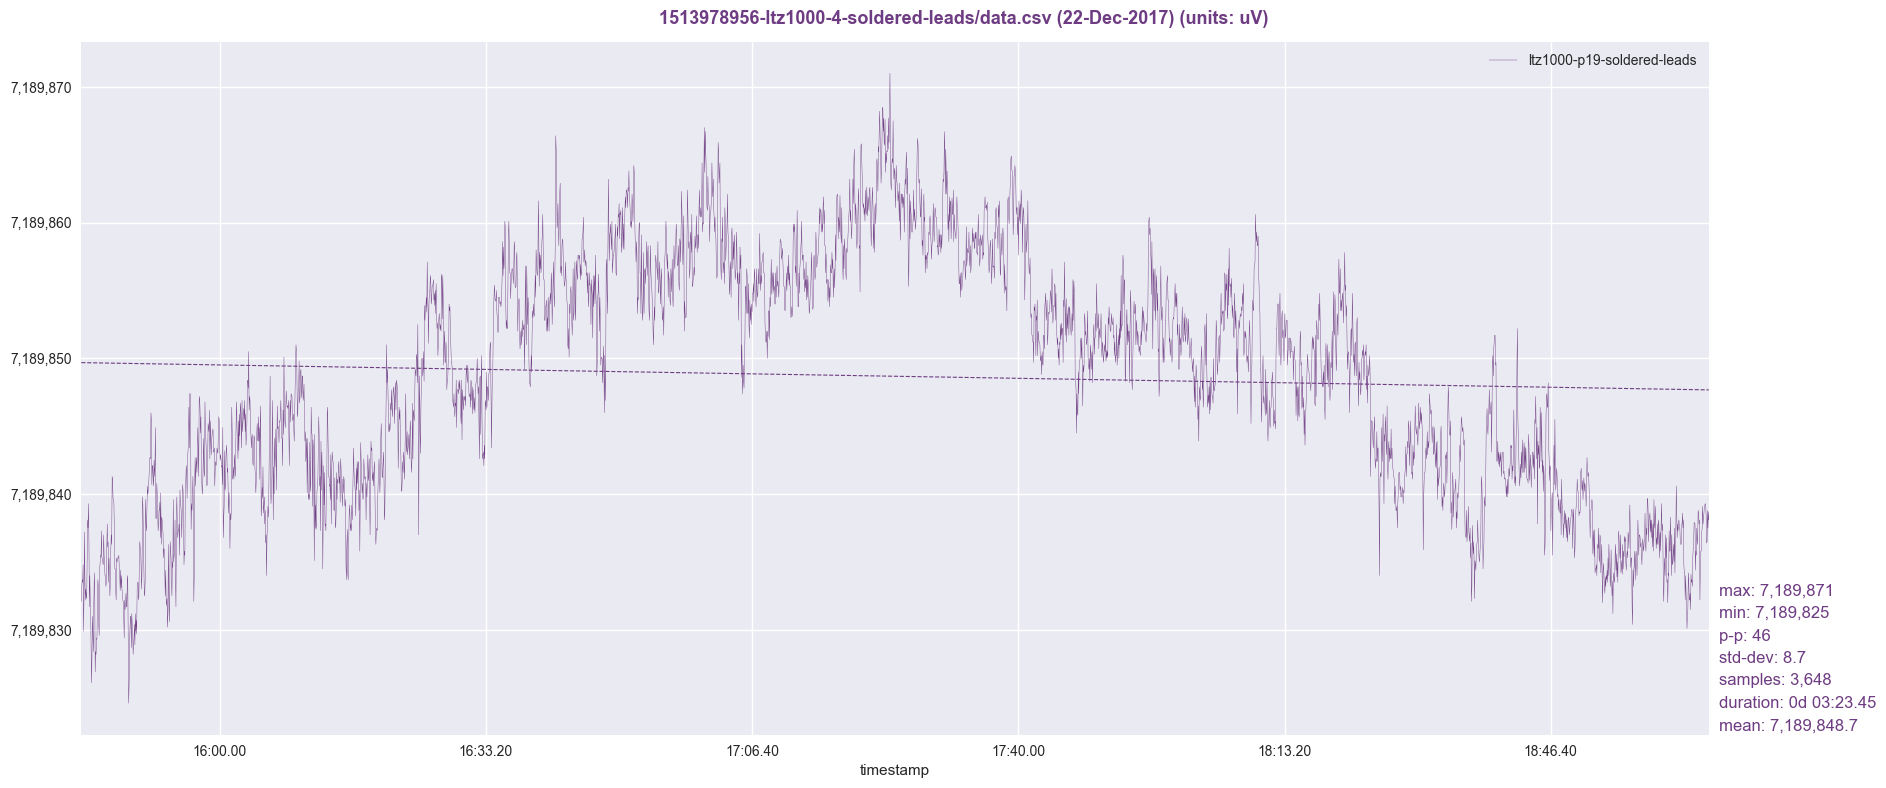 1513978956-ltz1000-4-soldered-leads/data.csv (22-Dec-2017) (units: uV)
ltz1000-p19-soldered-leads
7,189,870
7,189,860
7,189,850
7,189,840
7,189,830
max: 7,189,871
min: 7,189,825
p-p: 46
std-dev: 8.7
samples: 3,648
duration: 0d 03:23.45
mean: 7,189,848.7
16:00.00 16:33.20 17:06.40 17:40.00 18:13.20 18:46.40
timestamp